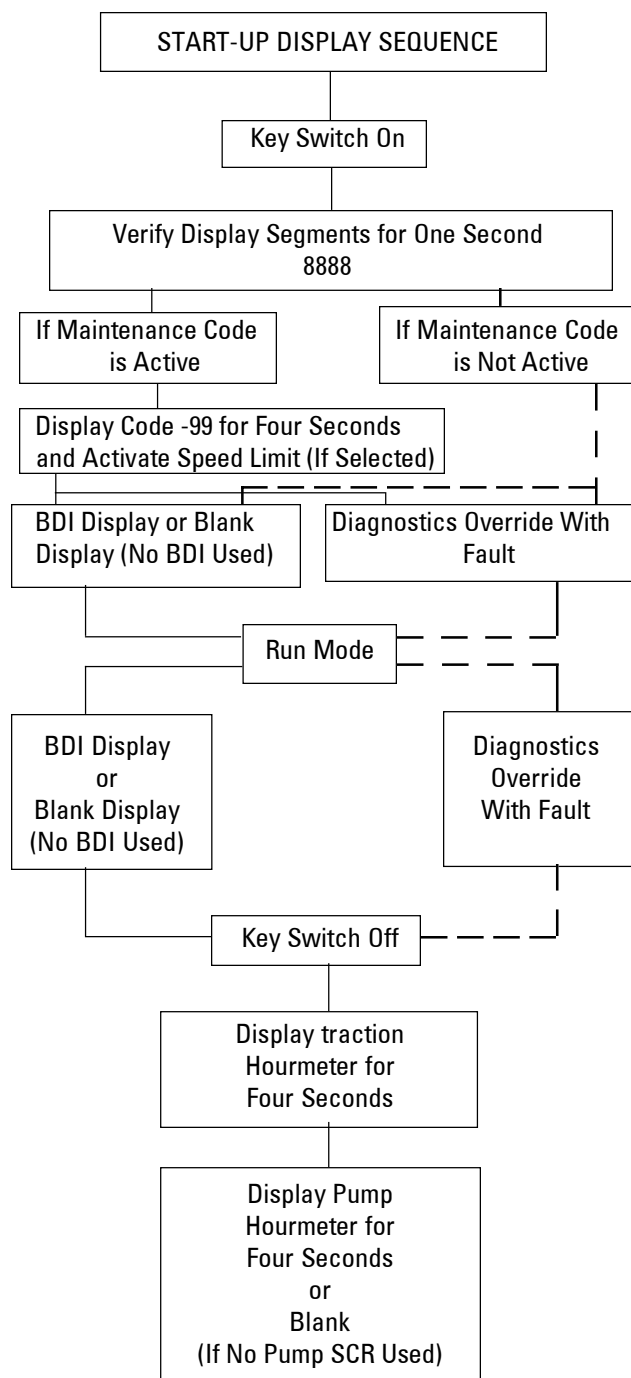 START-UP DISPLAY SEQUENCE
Key Switch On
Verify Display Segments for One Second
8888
If Maintenance Code
is Active
If Maintenance Code
is Not Active
Display Code -99 for Four Seconds
and Activate Speed Limit (If Selected)
BDI Display or Blank
Display (No BDI Used)
Diagnostics Override With
Fault
Run Mode
BDI Display
or
Blank Display
(No BDI Used)
Diagnostics
Override
With Fault
Key Switch Off
Display traction
Hourmeter for
Four Seconds
Display Pump
Hourmeter for
Four Seconds
or
Blank
(If No Pump SCR Used)